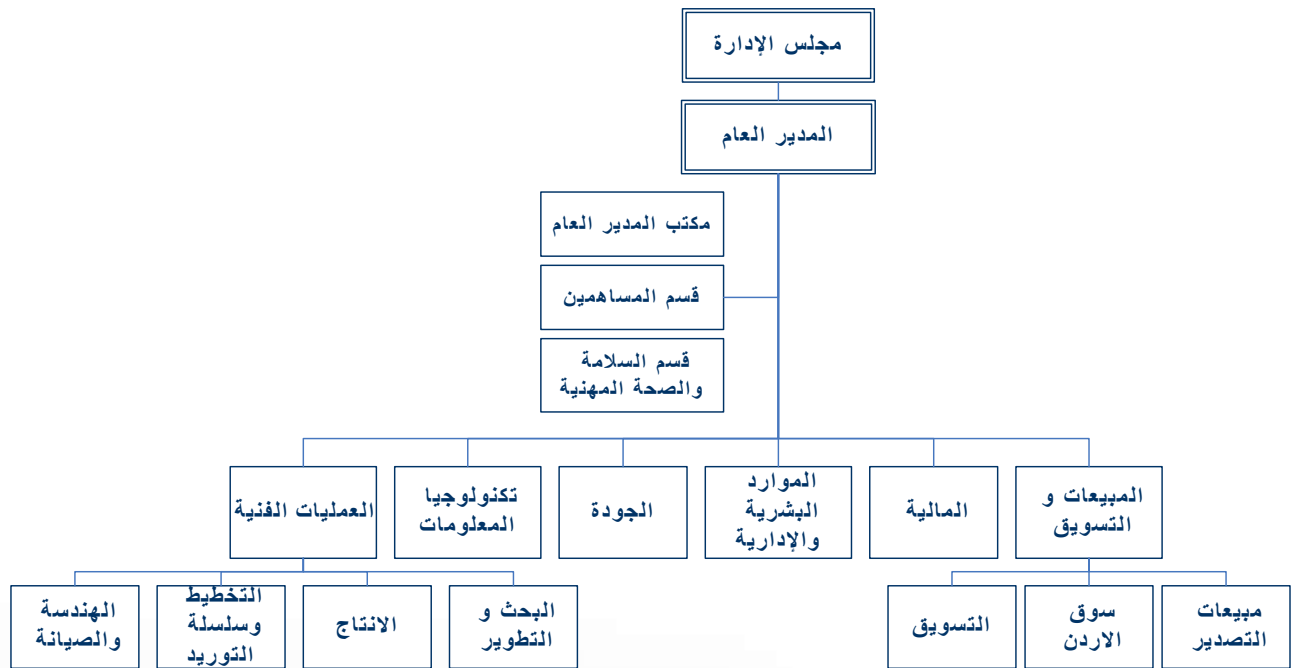 مجلس الإدارة
المدير العام
مكتب المدير العام
قسم المساهمين
قسم السلامة
والصحة المهنية
المبيعات و
التسويق
المالية
الموارد
البشرية
والإدارية
الجودة
تكنولوجيا
المعلومات
العمليات الفنية
مبيعات
التصدير
سوق
الاردن
التسويق
البحث و
التطوير
الانتاج
التخطيط
وسلسلة
التوريد
الهندسة
والصيانة